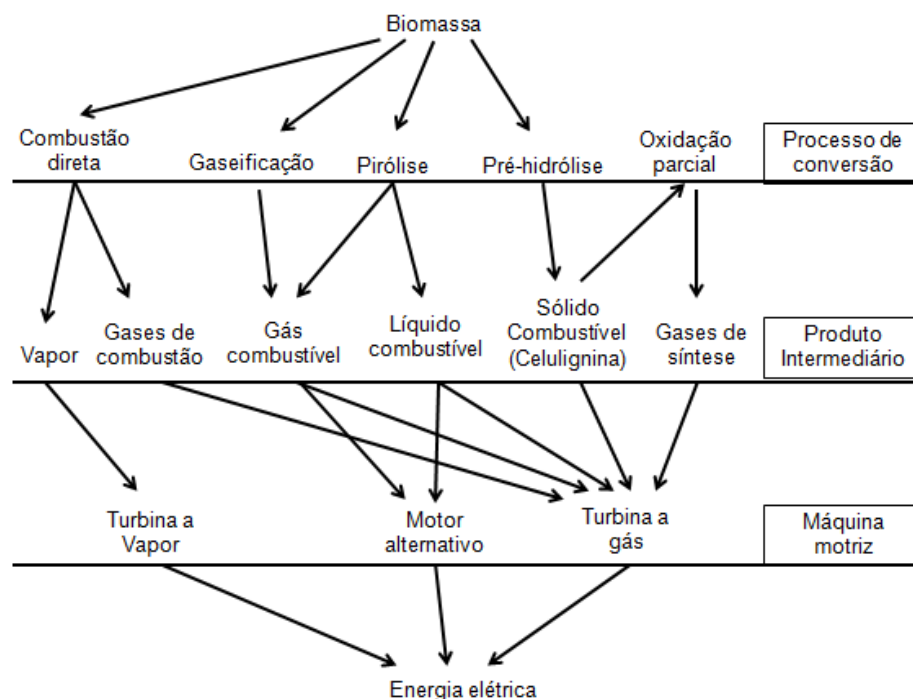 Biomassa
Combustão
direta
Gaseificação
Pirólise
Pré-hidrólise
Oxidação
parcial
Processo de
conversão
Vapor
Gases de
combustão
Gás
combustível
Líquido
combustível
Sólido
Combustível
(Celulignina)
Gases de
síntese
Produto
Intermediário
Turbina a
Vapor
Motor
alternativo
Turbina a
gás
Máquina
motriz
Energia elétrica